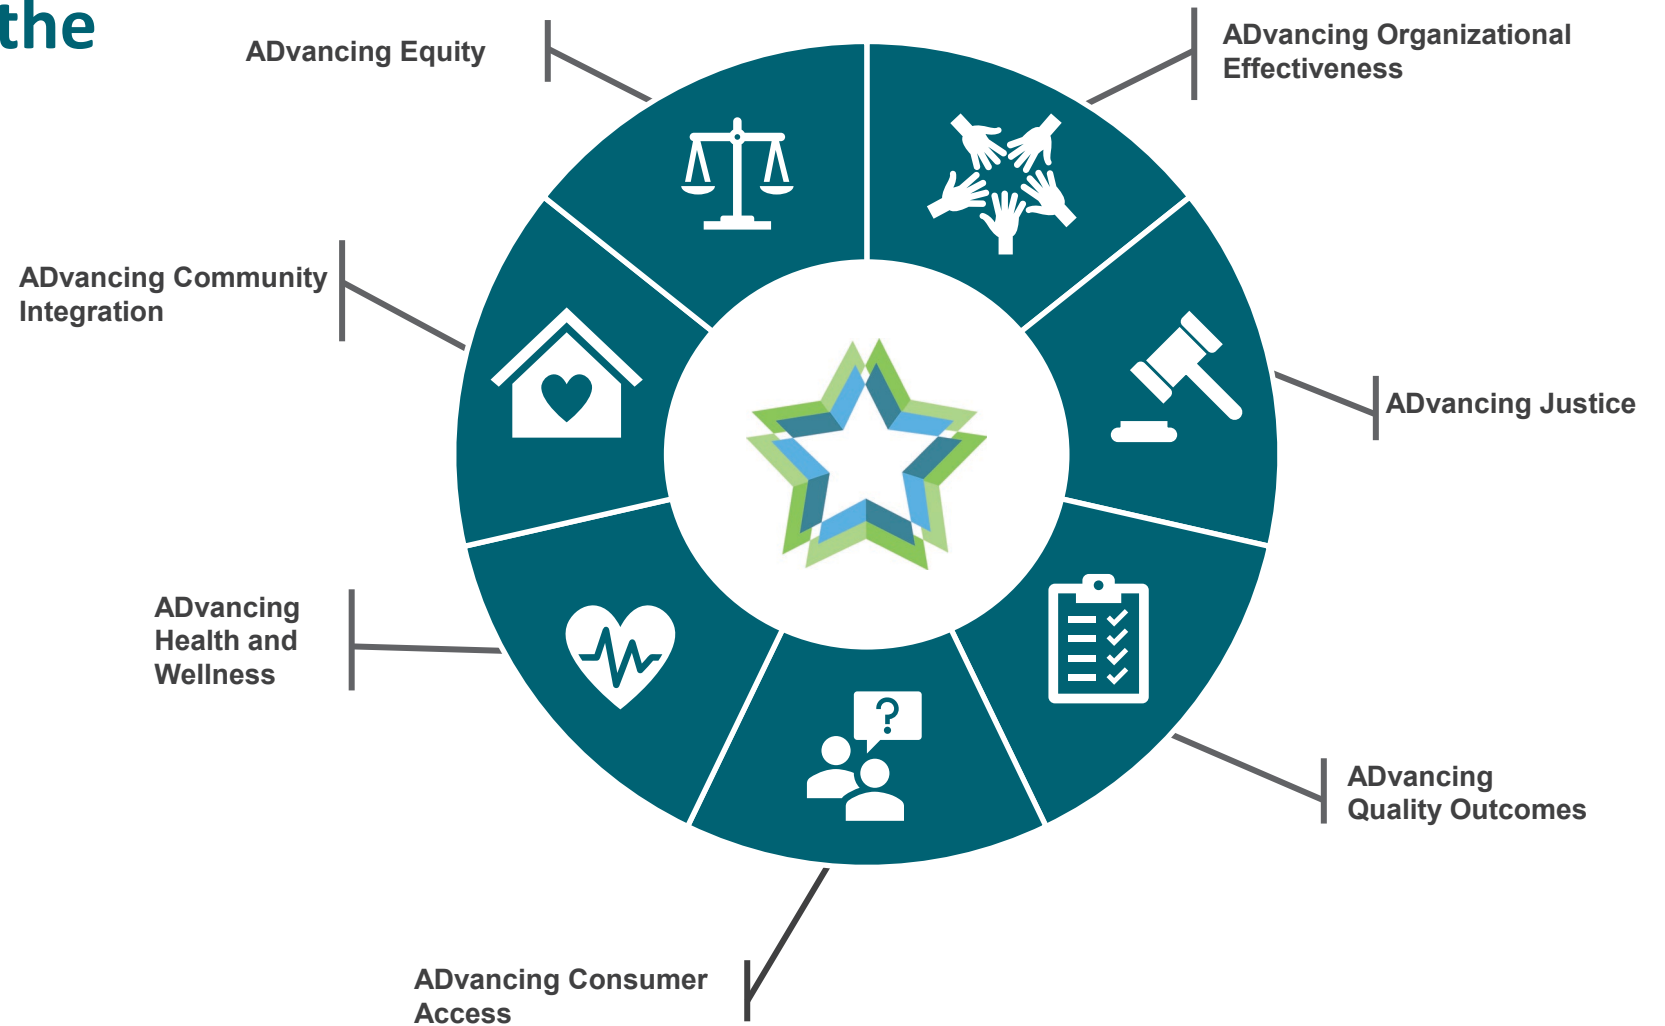 the
ADvancing Equity
ADvancing Organizational
Effectiveness
ADvancing Community
Integration
ADvancing Justice
ADvancing
Health and
Wellness
?
ADvancing
Quality Outcomes
ADvancing Consumer
Access